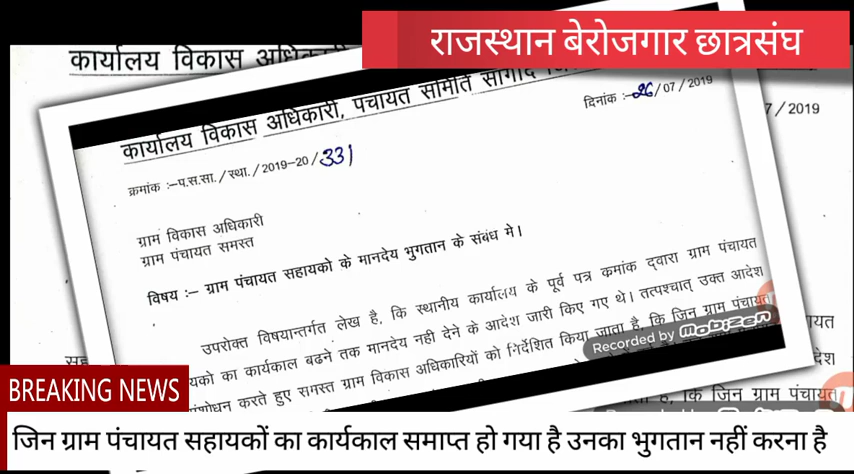 राजस्थान बेरोजगार छात्रसंघ
कार्यालय विकास
कार्यालय विकास अधिकारी, पंचायत समिति सांगोद
दिनांक :-26/07/2019
7/2019
क्रमांक :-प.स.सा./स्था./2019-20/331
ग्राम विकास अधिकारी
ग्राम पंचायत समस्त
विषय :- ग्राम पंचायत सहायको के मानदेय भुगतान के संबंध मे।
उपरोक्त विषयान्तर्गत लेख है, कि स्थानीय कार्यालय के पूर्व पत्र कमांक द्वारा ग्राम पंचायत
यको का कार्यकाल बढने तक मानदेय नही देने के आदेश जारी किए गए थे। तत्पश्चात् उक्त आदेश
शोधन करते हुए समस्त ग्राम विकास अधिकारियों को निर्देशित किया जाता है, कि जिन ग्राम पंचायत
Recorded by mobizen
है, कि जिन ग्राम पंचायत
BREAKING NEWS
जिन ग्राम पंचायत सहायकों का कार्यकाल समाप्त हो गया है उनका भुगतान नहीं करना है